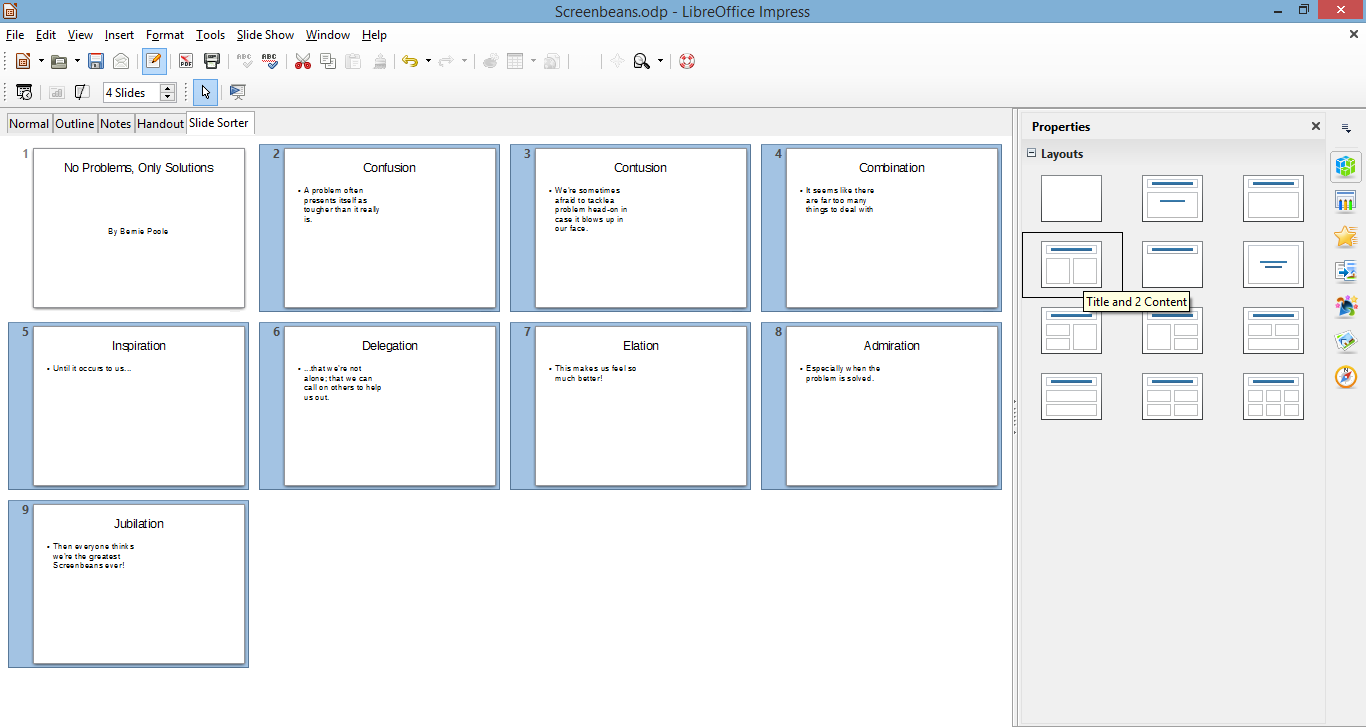 Screenbeans.odp - LibreOffice Impress
File Edit View Insert Format Tools Slide Show Window Help
PDF ABC ABC
4 Slides
Normal Outline Notes Handout Slide Sorter
1
No Problems, Only Solutions
By Bernie Poole
2
Confusion
• A problem often
presents itself as
tougher than it really
is.
3
Contusion
• We're sometimes
afraid to tackle a
problem head-on in
case it blows up in
our face.
4
Combination
• It seems like there
are far too many
things to deal with
5
Inspiration
• Until it occurs to us...
6
Delegation
• ...that we're not
alone; that we can
call on others to help
us out.
7
Elation
• This makes us feel so
much better!
8
Admiration
• Especially when the
problem is solved.
9
Jubilation
• Then everyone thinks
we're the greatest
Screenbeans ever!
Properties
Layouts
Title and 2 Content